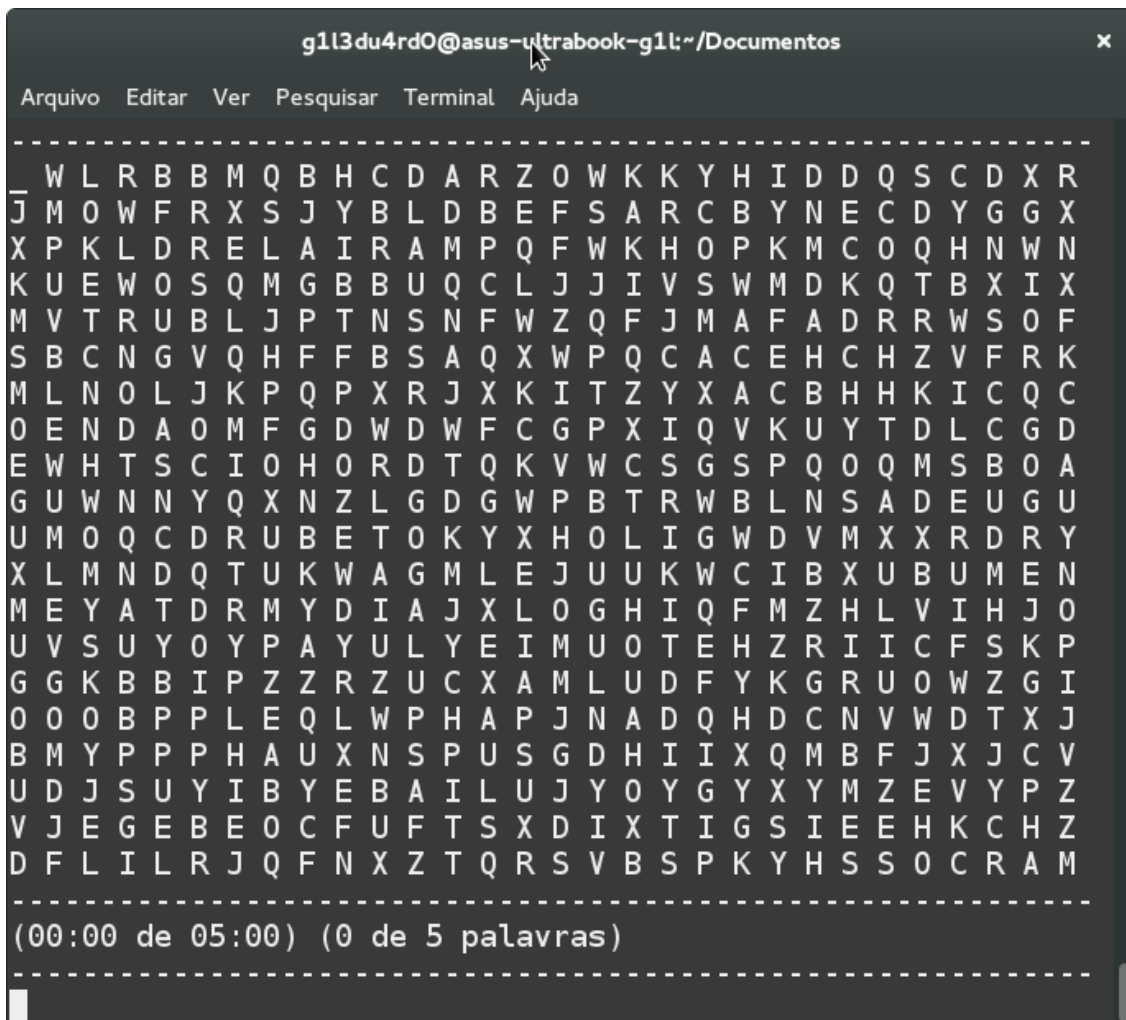 g1l3du4rd0@asus-ultrabook-g1l:~/Documentos
Arquivo Editar Ver Pesquisar Terminal Ajuda
------------------------------------------------------------
_ W L R B B M Q B H C D A R Z O W K K Y H I D D Q S C D X R
J M O W F R X S J Y B L D B E F S A R C B Y N E C D Y G G X
X P K L D R E L A I R A M P Q F W K H O P K M C O Q H N W N
K U E W O S Q M G B B U Q C L J J I V S W M D K Q T B X I X
M V T R U B L J P T N S N F W Z Q F J M A F A D R R W S O F
S B C N G V Q H F F B S A Q X W P Q C A C E H C H Z V F R K
M L N O L J K P Q P X R J X K I T Z Y X A C B H H K I C Q C
O E N D A O M F G D W D W F C G P X I Q V K U Y T D L C G D
E W H T S C I O H O R D T Q K V W C S G S P Q O Q M S B O A
G U W N N Y Q X N Z L G D G W P B T R W B L N S A D E U G U
U M O Q C D R U B E T O K Y X H O L I G W D V M X X R D R Y
X L M N D Q T U K W A G M L E J U U K W C I B X U B U M E N
M E Y A T D R M Y D I A J X L O G H I Q F M Z H L V I H J O
U V S U Y O Y P A Y U L Y E I M U O T E H Z R I I C F S K P
G G K B B I P Z Z R Z U C X A M L U D F Y K G R U O W Z G I
O O O B P P L E Q L W P H A P J N A D Q H D C N V W D T X J
B M Y P P P H A U X N S P U S G D H I I X Q M B F J X J C V
U D J S U Y I B Y E B A I L U J Y O Y G Y X Y M Z E V Y P Z
V J E G E B E O C F U F T S X D I X T I G S I E E H K C H Z
D F L I L R J Q F N X Z T Q R S V B S P K Y H S S O C R A M
------------------------------------------------------------
(00:00 de 05:00) (0 de 5 palavras)
------------------------------------------------------------